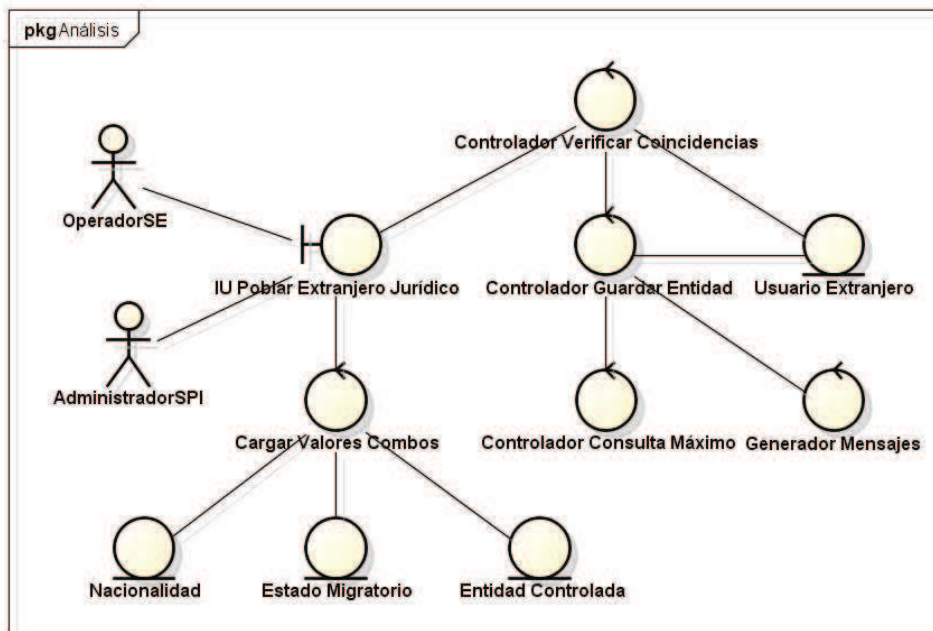 pkg Análisis
Controlador Verificar Coincidencias
OperadorSE
IU Poblar Extranjero Jurídico
Controlador Guardar Entidad
Usuario Extranjero
AdministradorSPI
Cargar Valores Combos
Controlador Consulta Máximo
Generador Mensajes
Nacionalidad
Estado Migratorio
Entidad Controlada